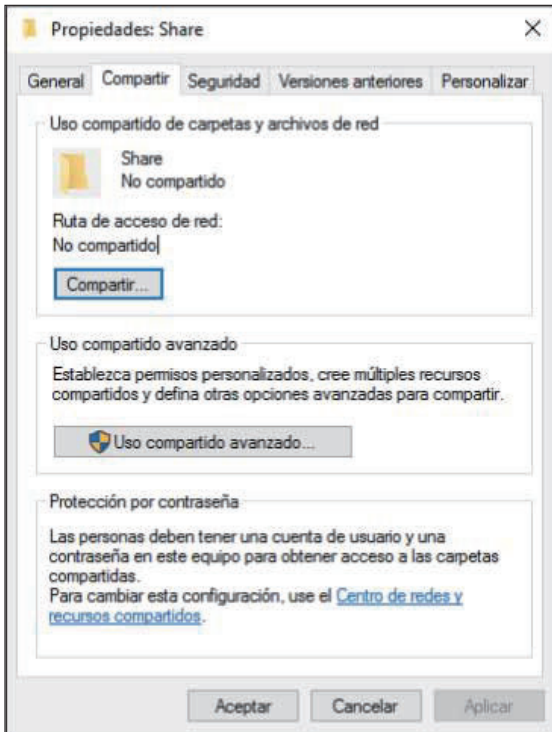 Propiedades: Share
General Compartir Seguridad Versiones anteriores Personalizar
Uso compartido de carpetas y archivos de red
Share
No compartido
Ruta de acceso de red:
No compartido
Compartir...
Uso compartido avanzado
Establezca permisos personalizados, cree múltiples recursos
compartidos y defina otras opciones avanzadas para compartir.
Uso compartido avanzado...
Protección por contraseña
Las personas deben tener una cuenta de usuario y una
contraseña en este equipo para obtener acceso a las carpetas
compartidas.
Para cambiar esta configuración, use el Centro de redes y
recursos compartidos.
Aceptar Cancelar Aplicar